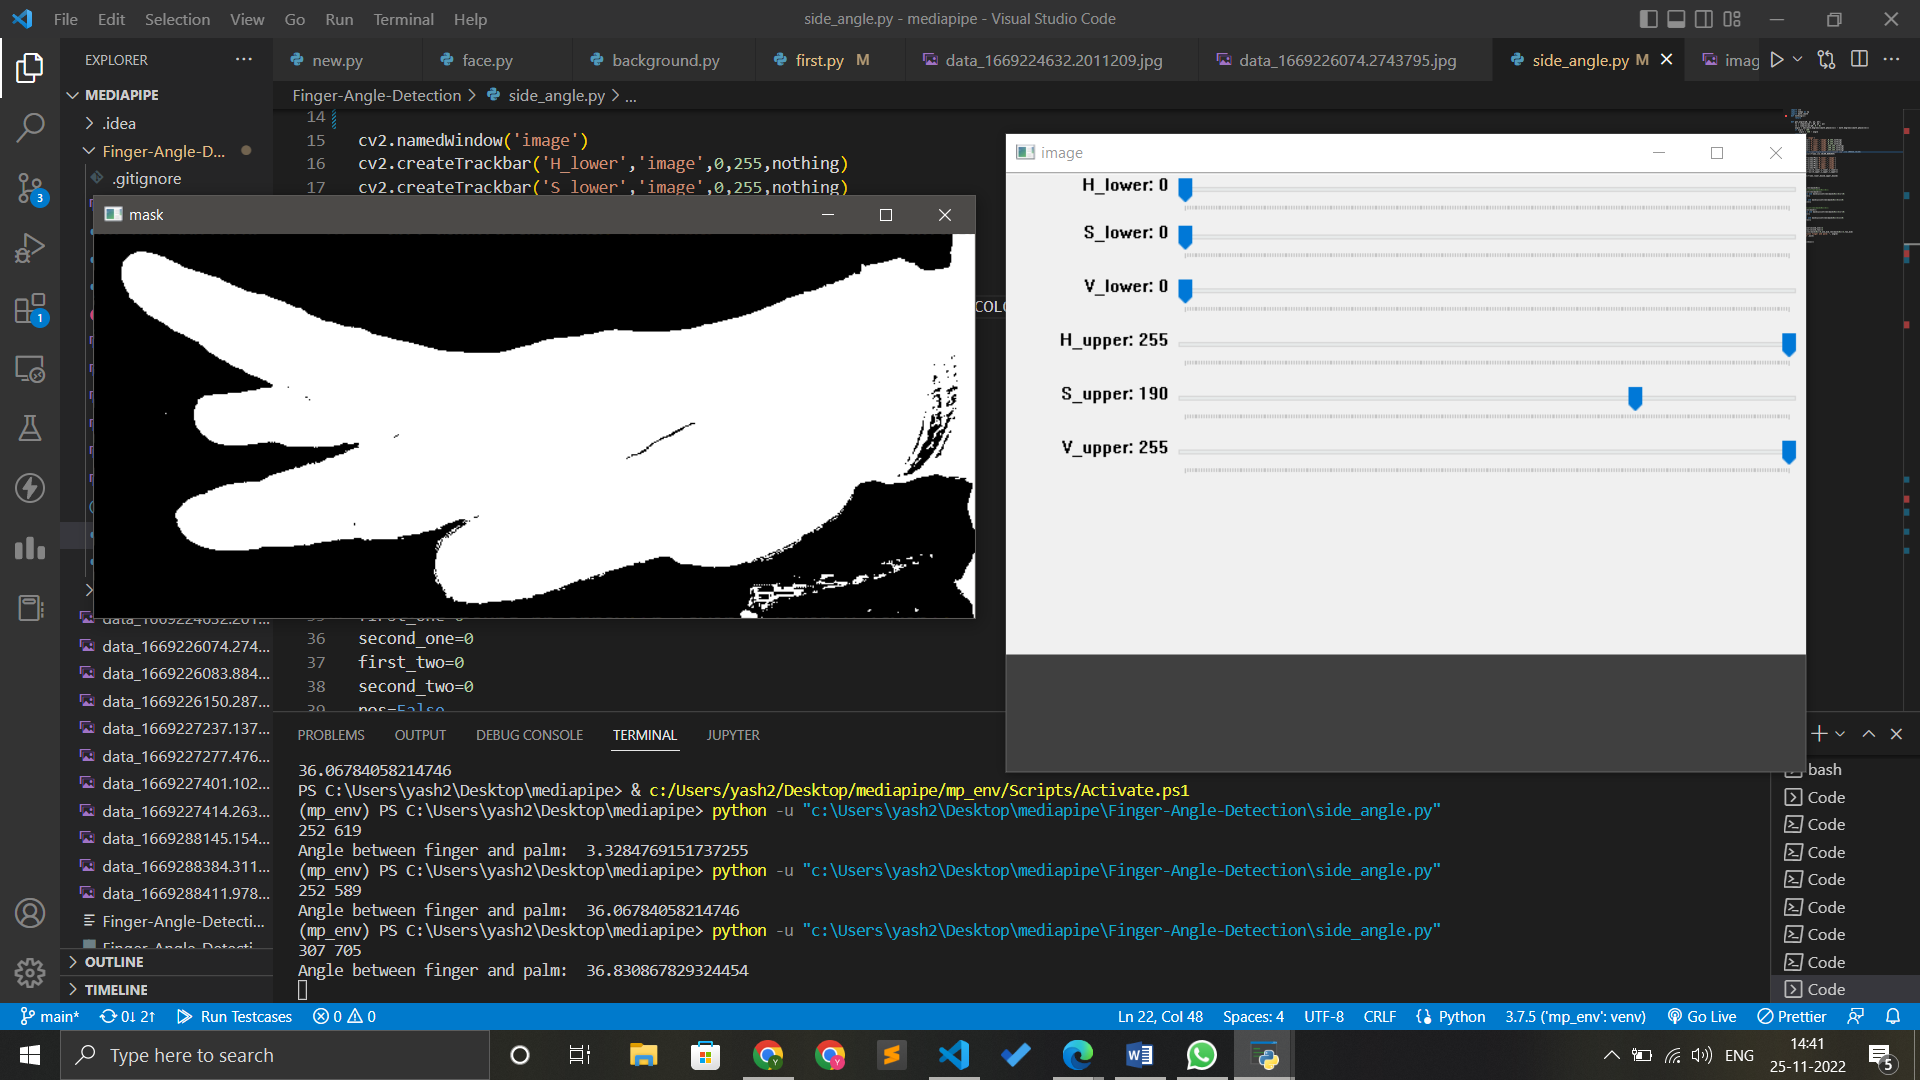 File Edit Selection View Go Run Terminal Help
side_angle.py - mediapipe - Visual Studio Code
EXPLORER
new.py
face.py
background.py
first.py M
data_1669224632.2011209.jpg
data_1669226074.2743795.jpg
side_angle.py M
imag
MEDIAPIPE
.idea
Finger-Angle-D...
.gitignore
Finger-Angle-Detection > side_angle.py > ...
14
15 cv2.namedWindow('image')
16 cv2.createTrackbar('H_lower','image',0,255,nothing)
17 cv2.createTrackbar('S_lower','image',0,255,nothing)
mask
COLO
image
H_lower: 0
S_lower: 0
V_lower: 0
H_upper: 255
S_upper: 190
V_upper: 255
3
1
36 second_one=0
37 first_two=0
38 second_two=0
39 pos=False
data_1669224632.201...
data_1669226074.274...
data_1669226083.884...
data_1669226150.287...
data_1669227237.137...
data_1669227277.476...
data_1669227401.102...
data_1669227414.263...
data_1669288145.154...
data_1669288384.311...
data_1669288411.978...
Finger-Angle-Detecti...
Finger-Angle-Detecti
OUTLINE
TIMELINE
PROBLEMS OUTPUT DEBUG CONSOLE TERMINAL JUPYTER
36.06784058214746
PS C:\Users\yash2\Desktop\mediapipe> & c:/Users/yash2/Desktop/mediapipe/mp_env/Scripts/Activate.ps1
(mp_env) PS C:\Users\yash2\Desktop\mediapipe> python -u "c:\Users\yash2\Desktop\mediapipe\Finger-Angle-Detection\side_angle.py"
252 619
Angle between finger and palm:  3.3284769151737255
(mp_env) PS C:\Users\yash2\Desktop\mediapipe> python -u "c:\Users\yash2\Desktop\mediapipe\Finger-Angle-Detection\side_angle.py"
252 589
Angle between finger and palm:  36.06784058214746
(mp_env) PS C:\Users\yash2\Desktop\mediapipe> python -u "c:\Users\yash2\Desktop\mediapipe\Finger-Angle-Detection\side_angle.py"
307 705
Angle between finger and palm:  36.830867829324454
bash
Code
Code
Code
Code
Code
Code
Code
Code
main* 0↓ 2↑ Run Testcases 0 0
Ln 22, Col 48 Spaces: 4 UTF-8 CRLF Python 3.7.5 ('mp_env': venv) Go Live Prettier
Type here to search
ENG
14:41
25-11-2022
5